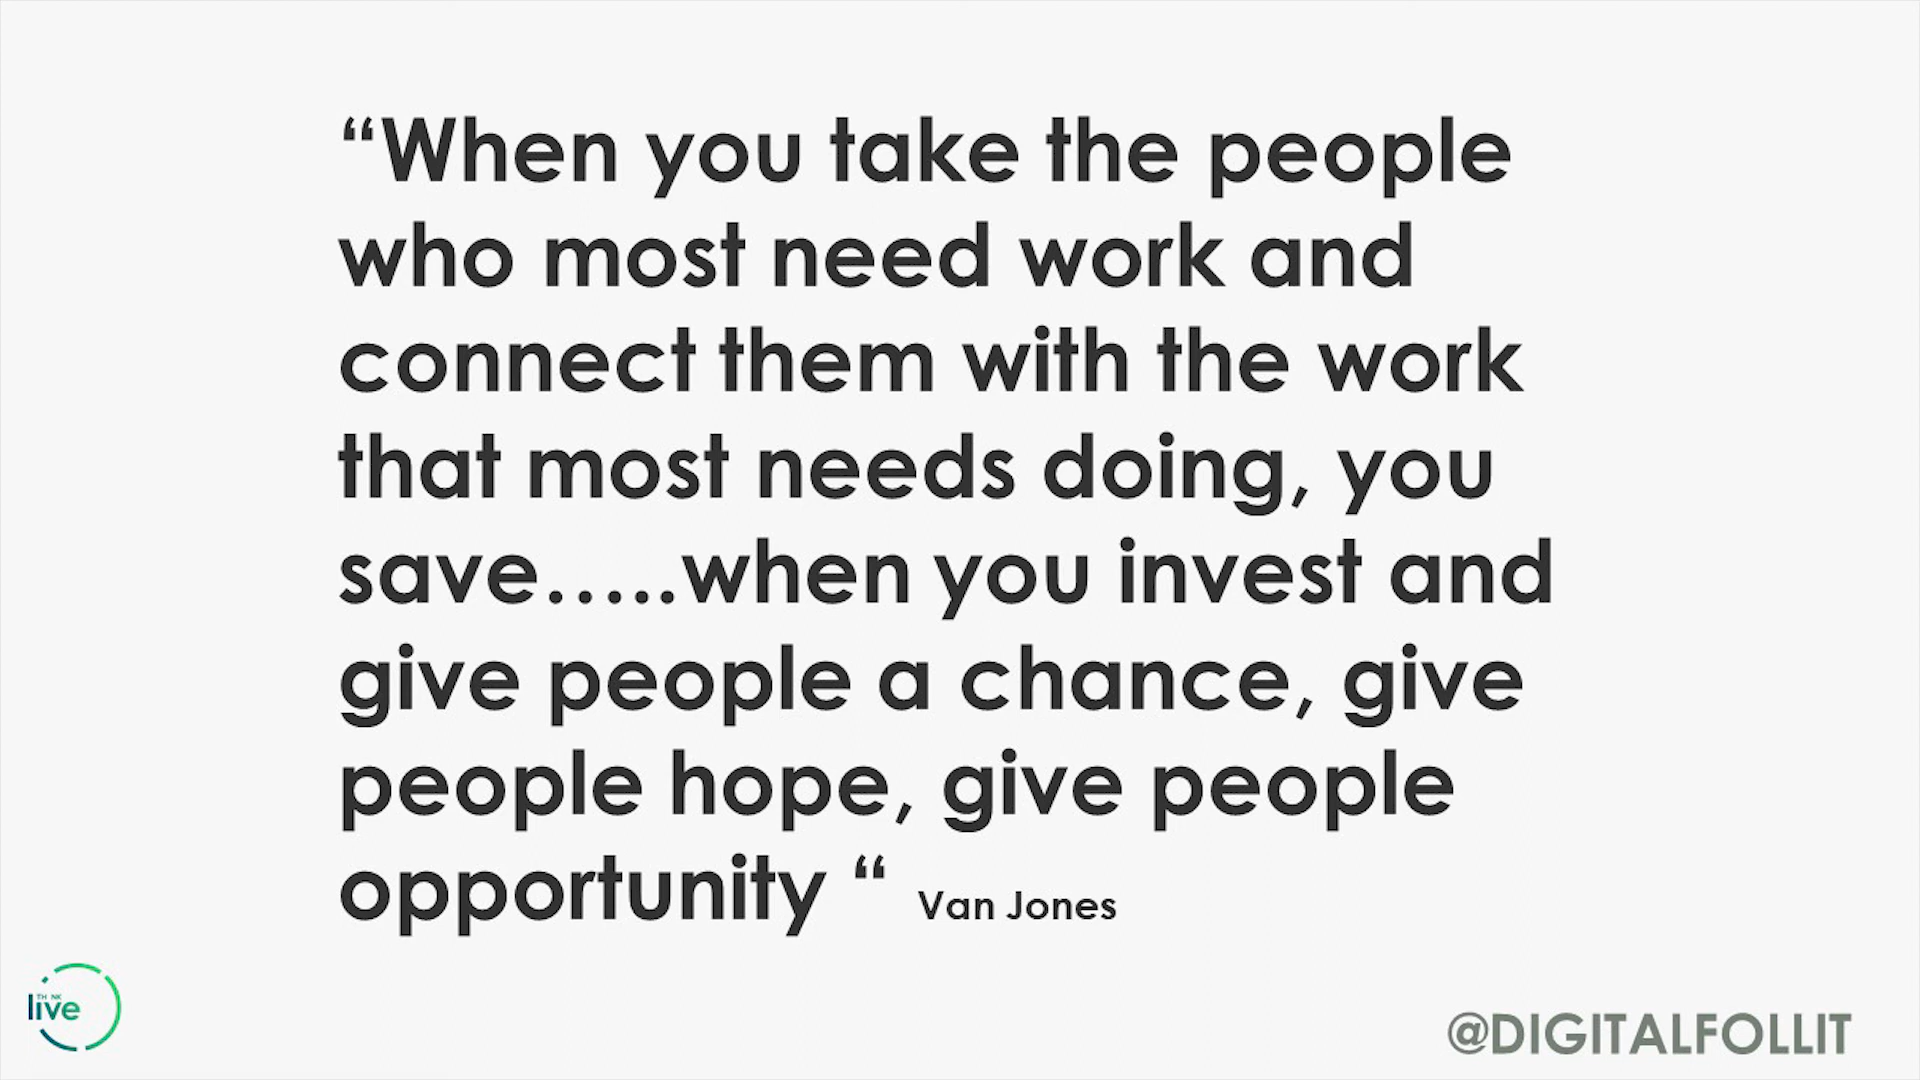 “When you take the people
who most need work and
connect them with the work
that most needs doing, you
save…..when you invest and
give people a chance, give
people hope, give people
opportunity “ Van Jones
TH NK
live
@DIGITALFOLLIT